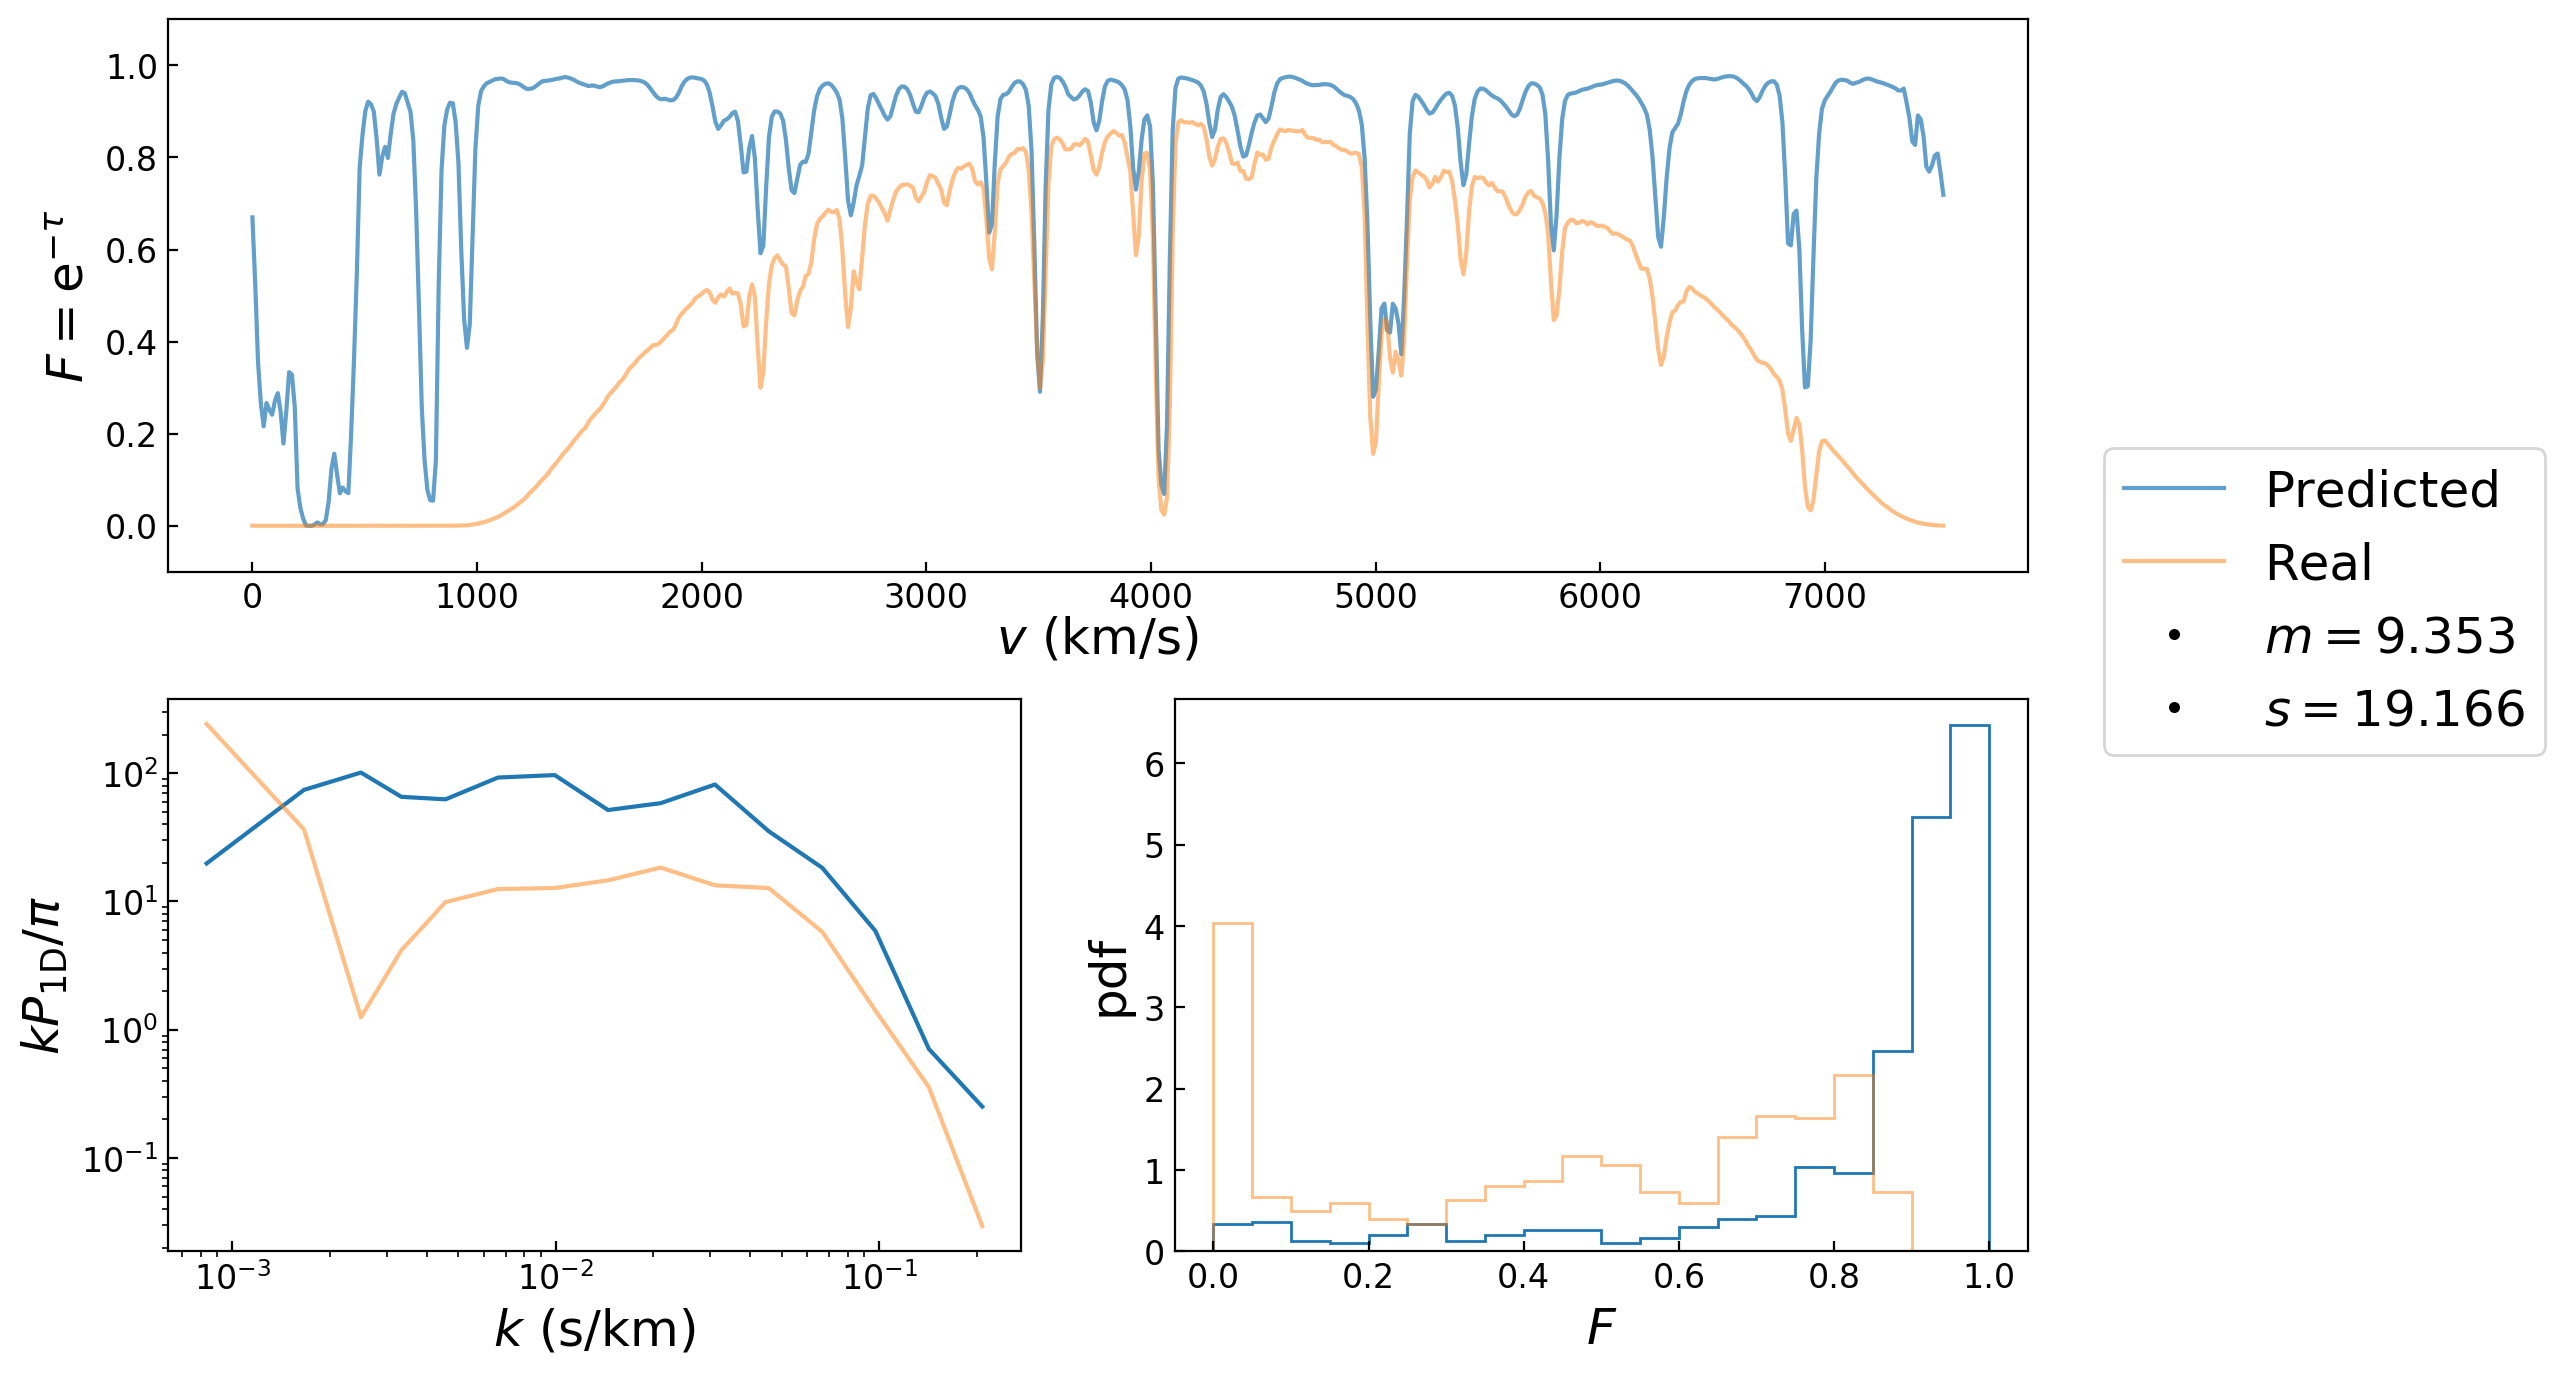 1.0
0.8
0.6
0.4
0.2
0.0
F = e^{-τ}
0 1000 2000 3000 4000 5000 6000 7000
v (km/s)
Predicted
Real
• m = 9.353
• s = 19.166
10^2
10^1
10^0
10^{-1}
kP_{1D}/π
10^{-3} 10^{-2} 10^{-1}
k (s/km)
6
5
4
3
2
1
0
pdf
0.0 0.2 0.4 0.6 0.8 1.0
F